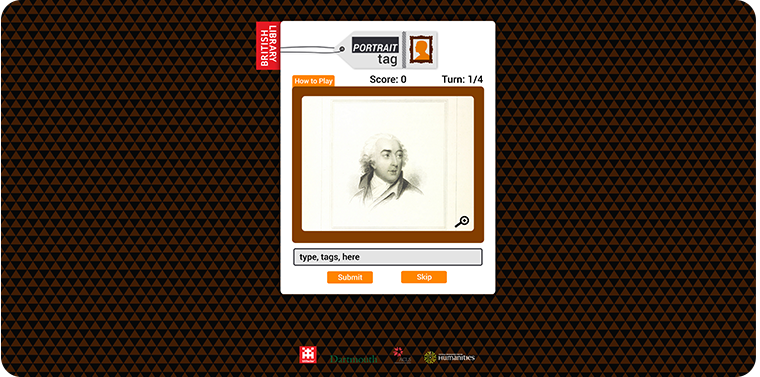 BRITISH
LIBRARY
PORTRAIT
tag
How to Play
Score: 0
Turn: 1/4
type, tags, here
Submit
Skip
Dartmouth
Humanities